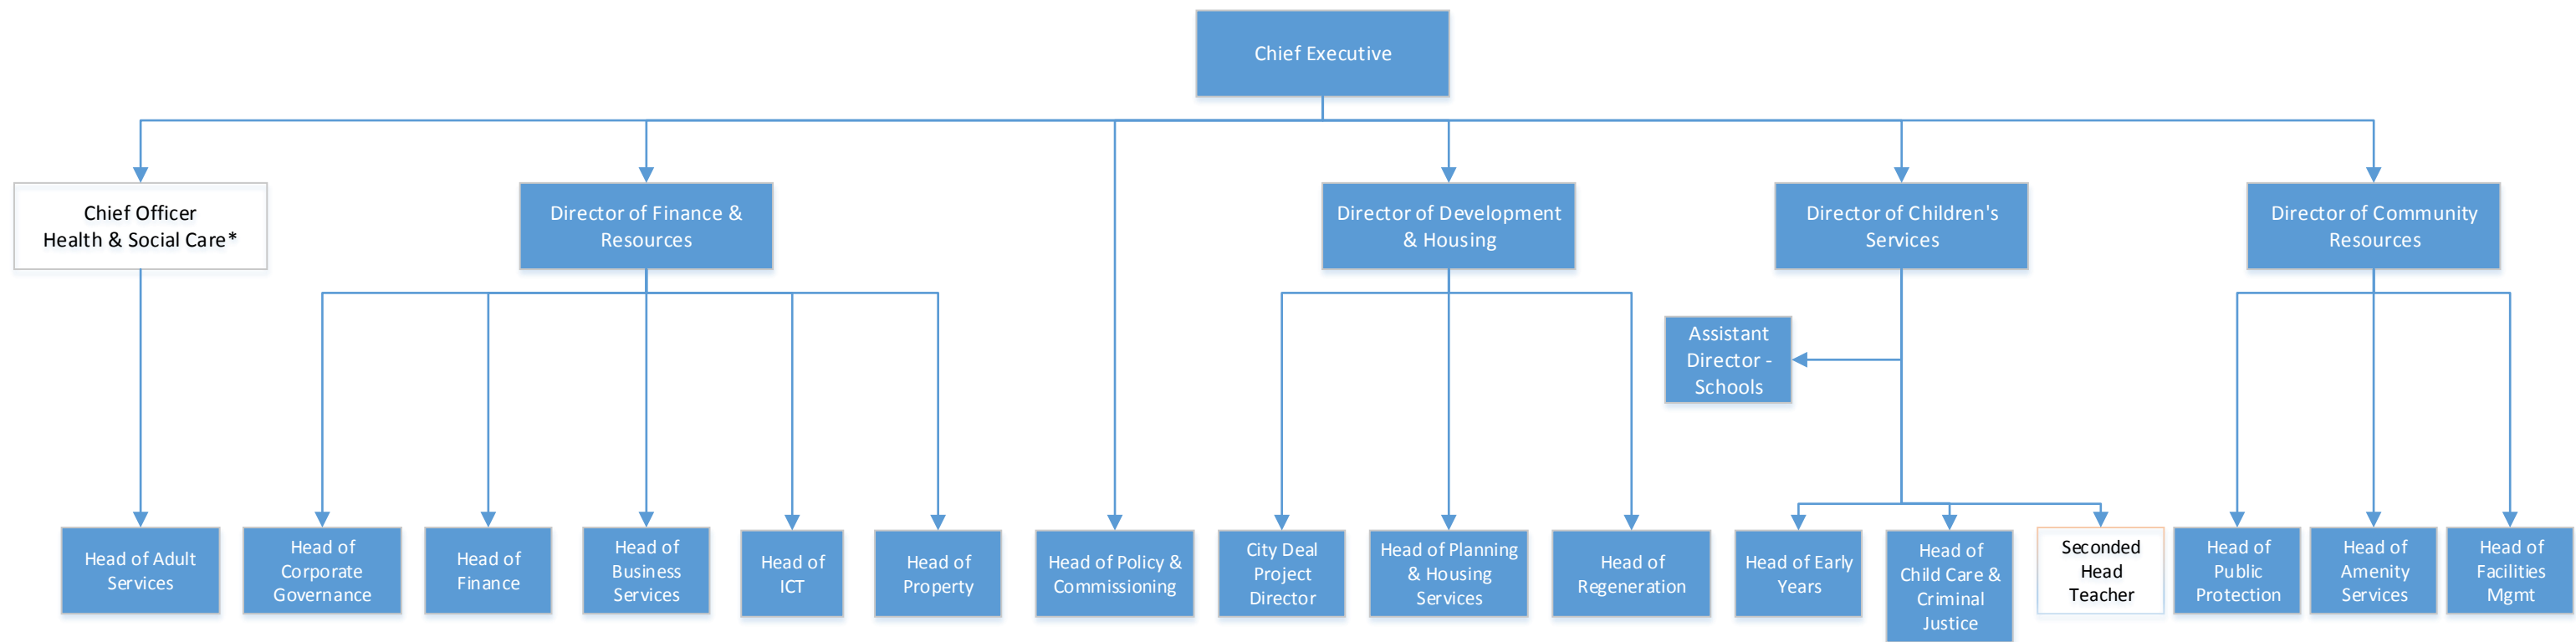 Chief Executive
Chief Officer
Health & Social Care*
Director of Finance &
Resources
Director of Development
& Housing
Director of Children's
Services
Director of Community
Resources
Assistant
Director -
Schools
Head of Adult
Services
Head of
Corporate
Governance
Head of
Finance
Head of
Business
Services
Head of
ICT
Head of
Property
Head of Policy &
Commissioning
City Deal
Project
Director
Head of Planning
& Housing
Services
Head of
Regeneration
Head of Early
Years
Head of
Child Care &
Criminal
Justice
Seconded
Head
Teacher
Head of
Public
Protection
Head of
Amenity
Services
Head of
Facilities
Mgmt